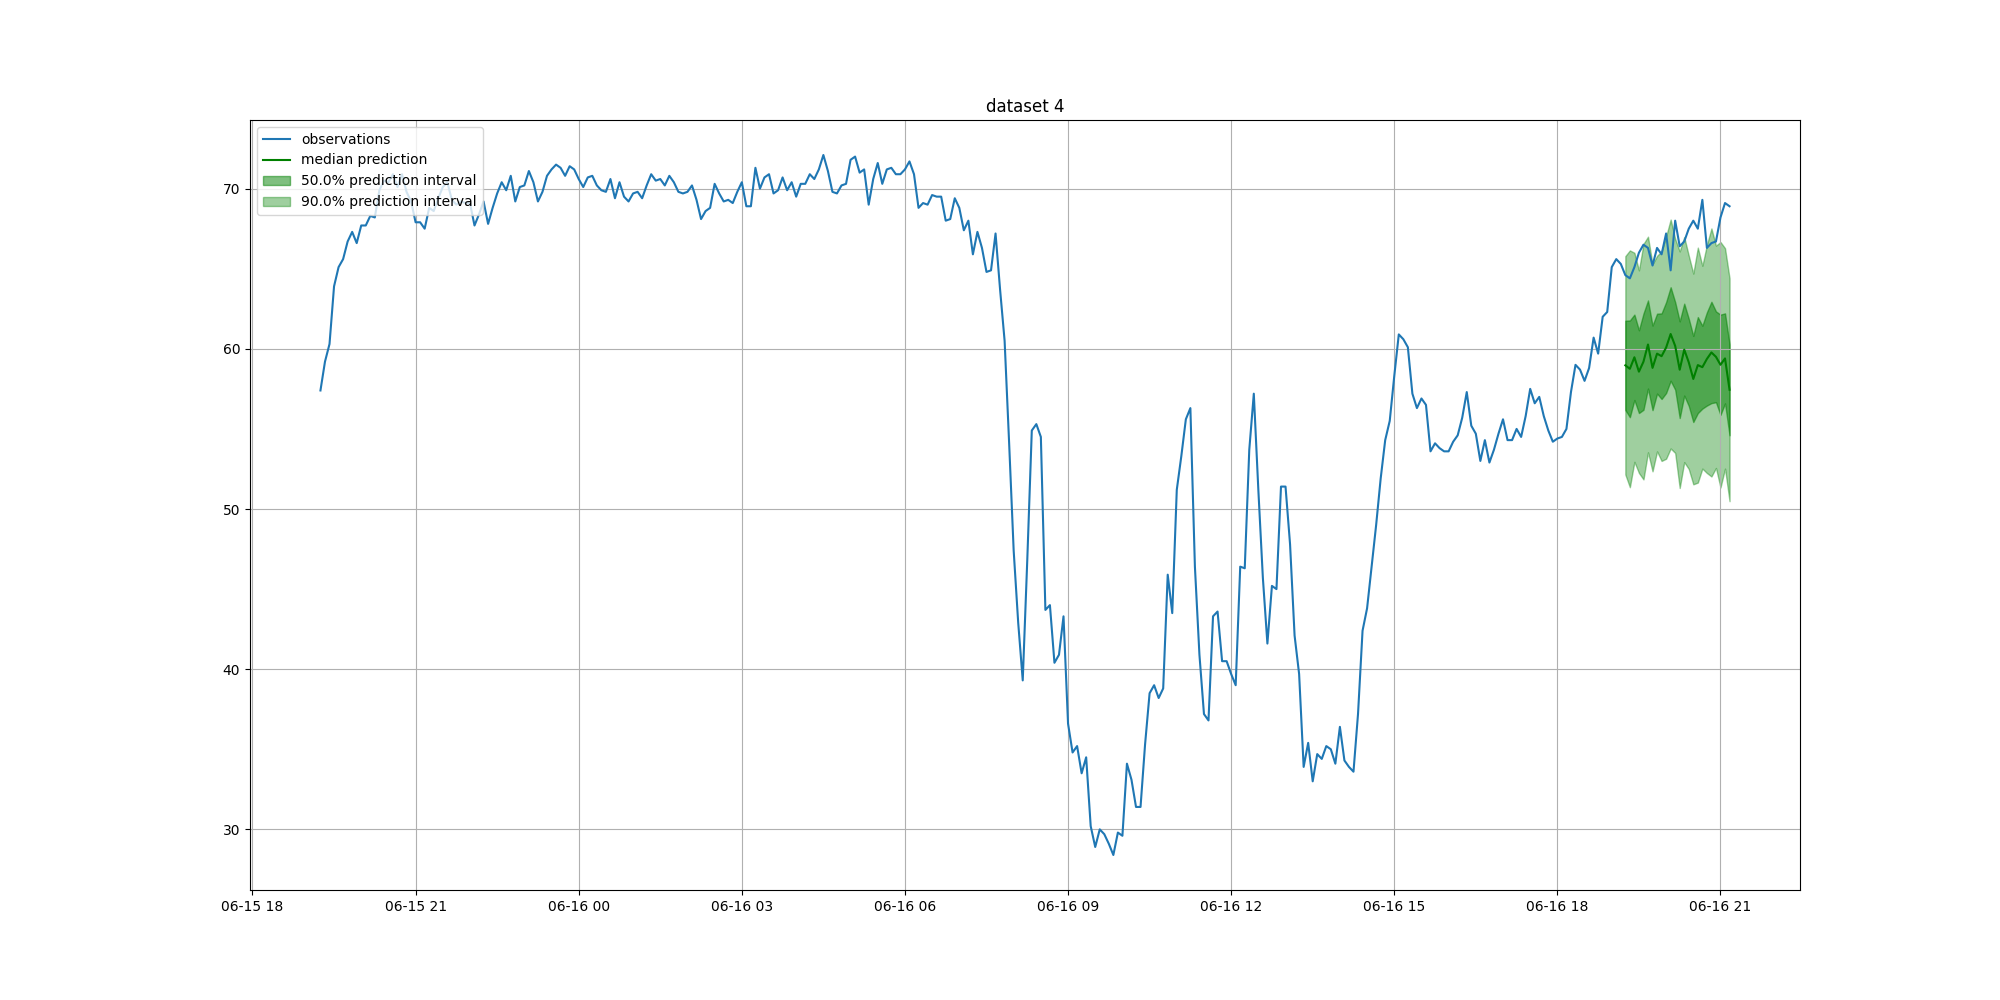 dataset 4
observations
median prediction
50.0% prediction interval
90.0% prediction interval
70
60
50
40
30
06-15 18 06-15 21 06-16 00 06-16 03 06-16 06 06-16 09 06-16 12 06-16 15 06-16 18 06-16 21